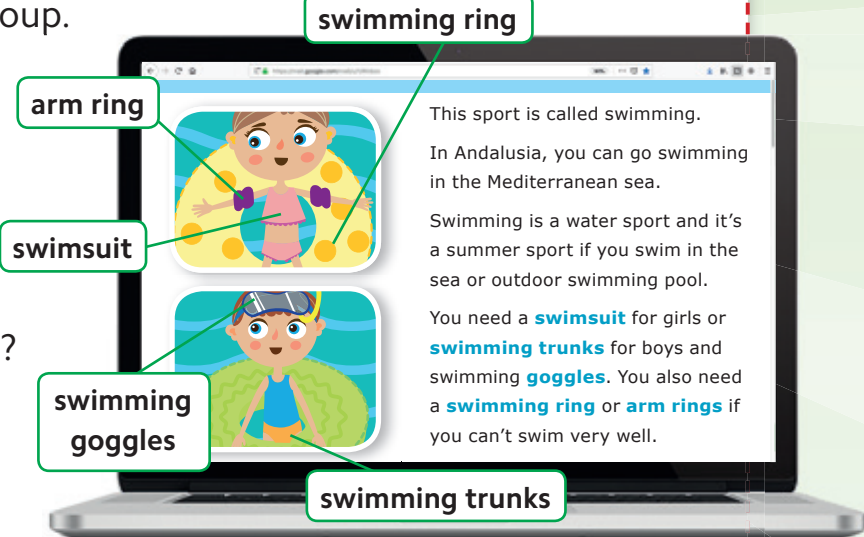 oup.
swimming ring
arm ring
swimsuit
?
swimming
goggles
swimming trunks
This sport is called swimming.
In Andalusia, you can go swimming
in the Mediterranean sea.
Swimming is a water sport and it's
a summer sport if you swim in the
sea or outdoor swimming pool.
You need a swimsuit for girls or
swimming trunks for boys and
swimming goggles. You also need
a swimming ring or arm rings if
you can't swim very well.